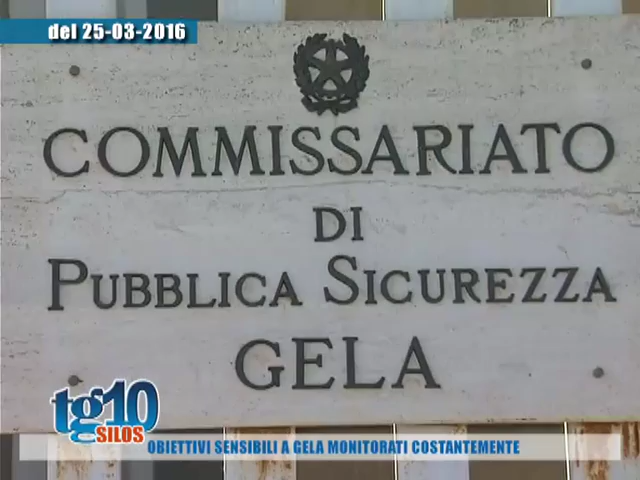 del 25-03-2016
COMMISSARIATO
DI
PUBBLICA SICUREZZA
GELA
tg10
SILOS
OBIETTIVI SENSIBILI A GELA MONITORATI COSTANTEMENTE